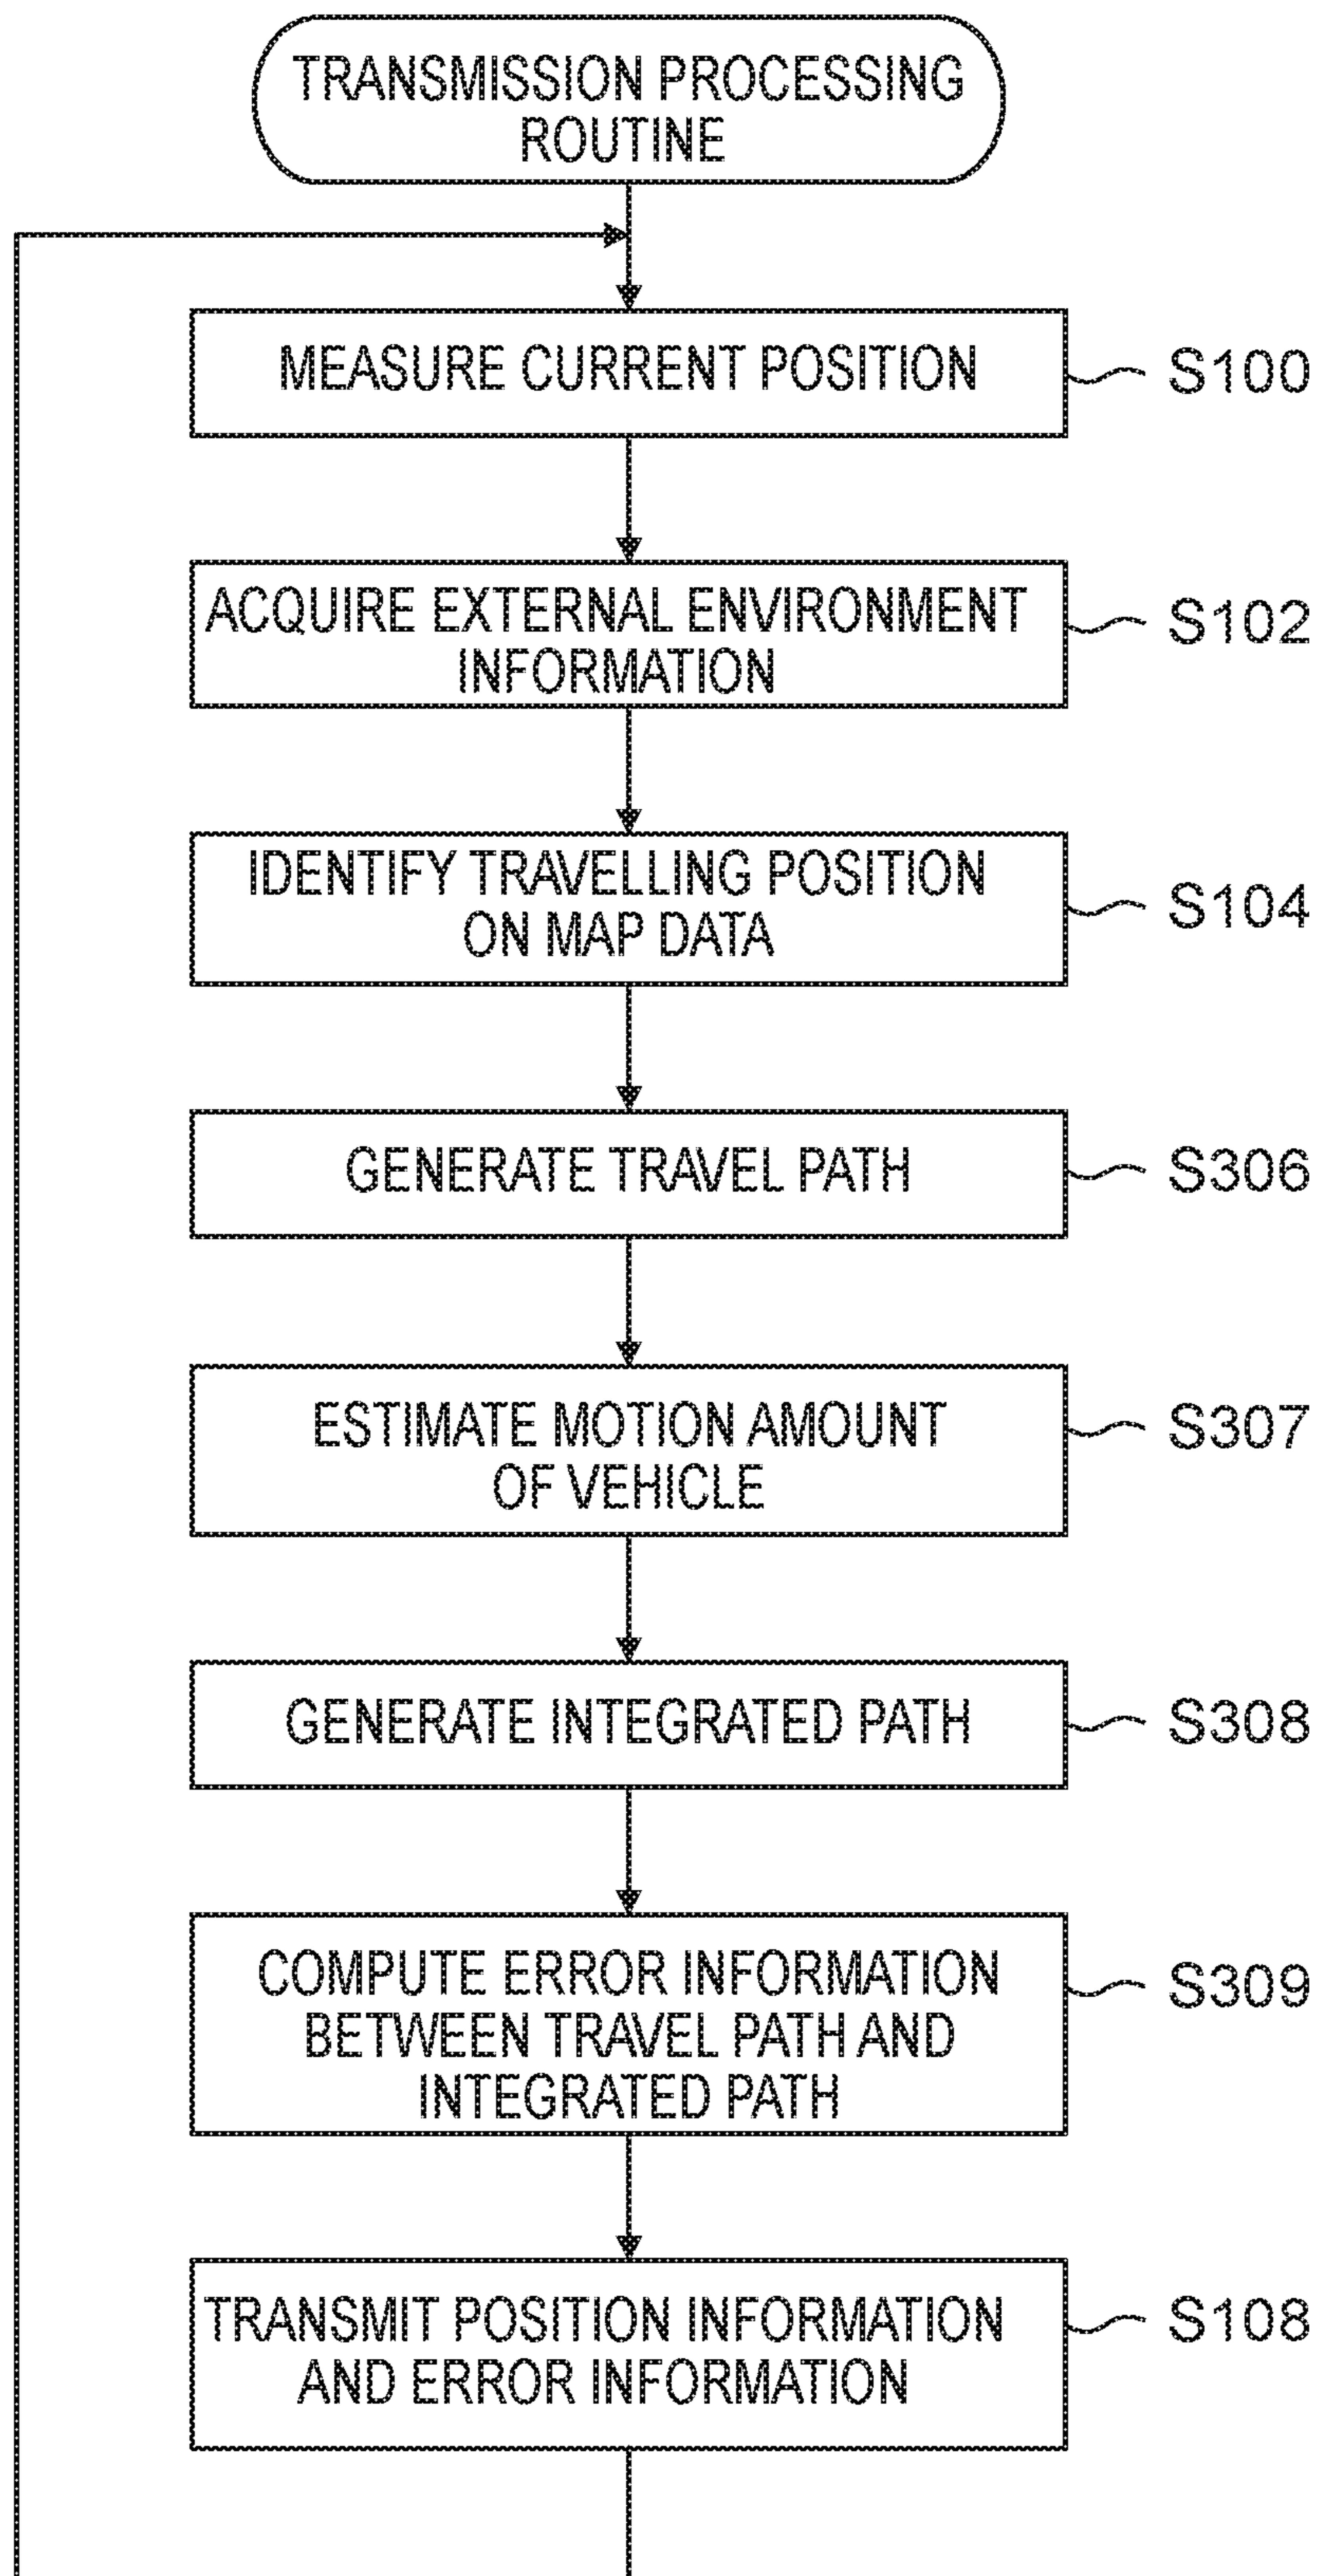 TRANSMISSION PROCESSING
ROUTINE
MEASURE CURRENT POSITION
S100
ACQUIRE EXTERNAL ENVIRONMENT
INFORMATION
S102
IDENTIFY TRAVELLING POSITION
ON MAP DATA
S104
GENERATE TRAVEL PATH
S306
ESTIMATE MOTION AMOUNT
OF VEHICLE
S307
GENERATE INTEGRATED PATH
S308
COMPUTE ERROR INFORMATION
BETWEEN TRAVEL PATH AND
INTEGRATED PATH
S309
TRANSMIT POSITION INFORMATION
AND ERROR INFORMATION
S108